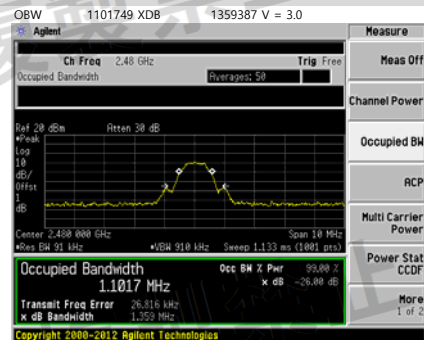 OBW 1101749 XDB 1359387 V = 3.0
Agilent
Measure
Ch Freq 2.48 GHz Trig Free
Occupied Bandwidth Averages: 50
Meas Off
Channel Power
Occupied BW
ACP
Multi Carrier
Power
Power Stat
CCDF
More
1 of 2
Ref 20 dBm Atten 30 dB
#Peak
Log
10
dB/
Offst
1
dB
Center 2.480 000 GHz Span 10 MHz
#Res BW 91 kHz #VBW 910 kHz Sweep 1.133 ms (1001 pts)
Occupied Bandwidth Occ BW % Pwr 99.00 %
1.1017 MHz x dB -26.00 dB
Transmit Freq Error 26.816 kHz
x dB Bandwidth 1.359 MHz
Copyright 2000-2012 Agilent Technologies